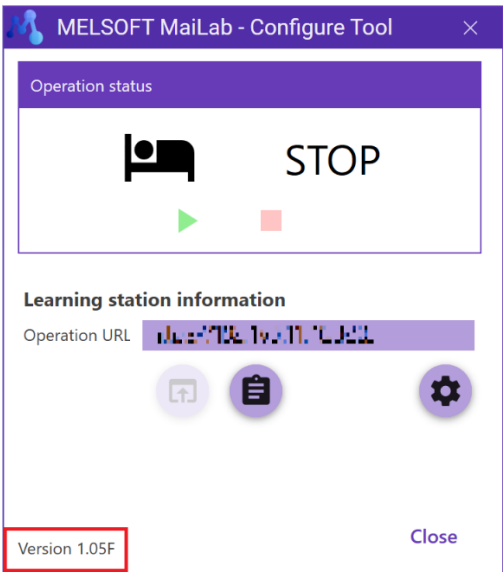 MELSOFT MaiLab - Configure Tool
Operation status
STOP
Learning station information
Operation URL
Close
Version 1.05F